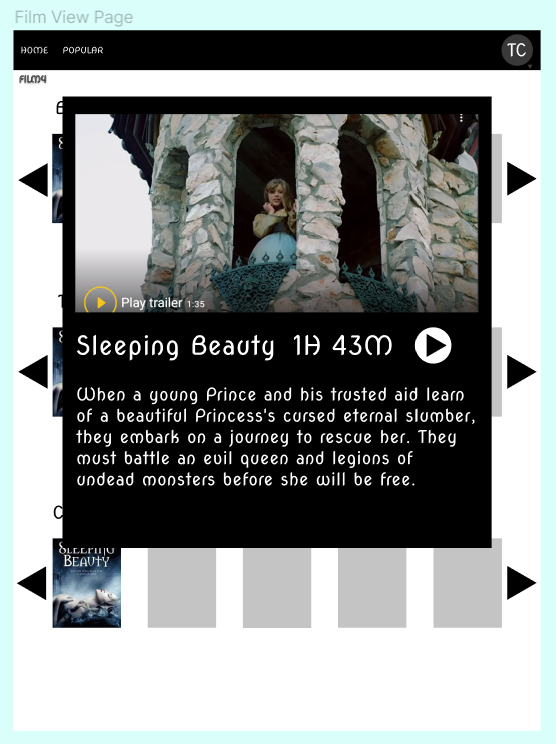 Film View Page
HOME POPULAR TC
FILMY
Play trailer 1:35
Sleeping Beauty 1H 43M
When a young Prince and his trusted aid learn
of a beautiful Princess's cursed eternal slumber,
they embark on a journey to rescue her. They
must battle an evil queen and legions of
undead monsters before she will be free.
SLEEPING
BEAUTY